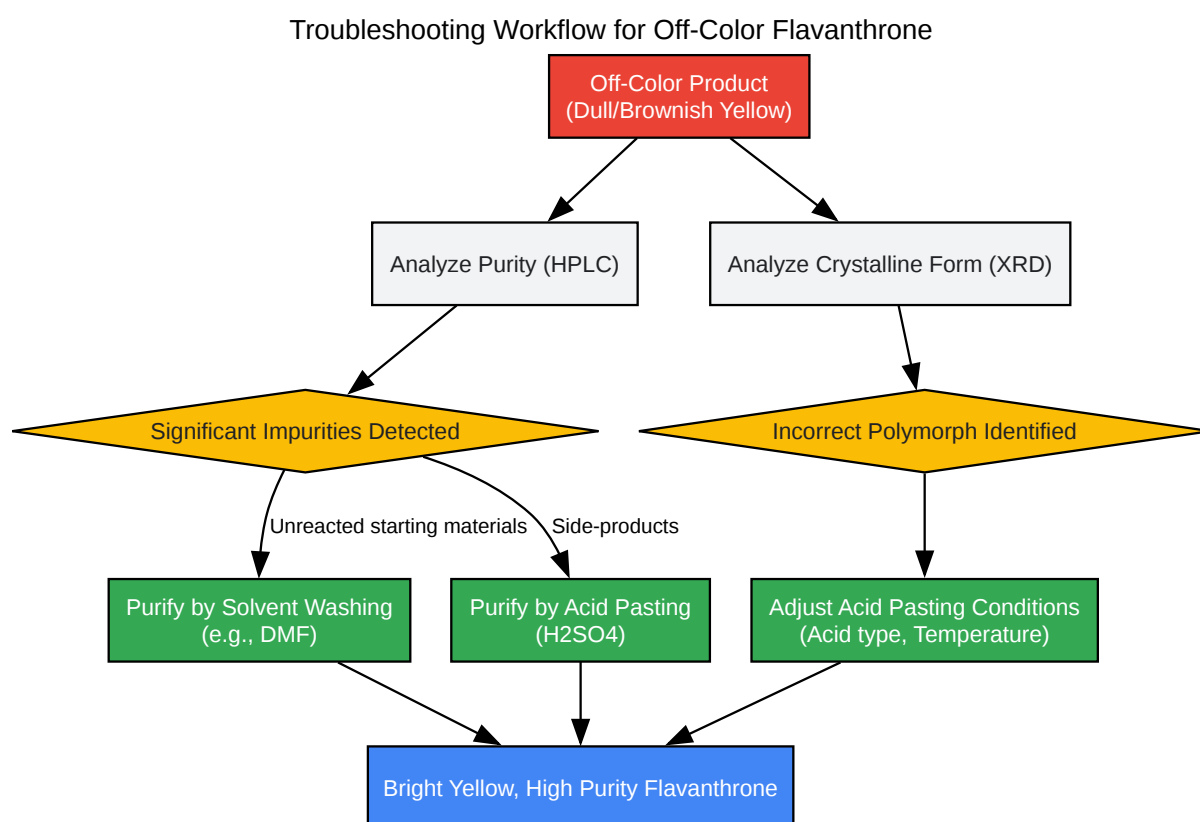 Troubleshooting Workflow for Off-Color Flavanthrone
Off-Color Product
(Dull/Brownish Yellow)
Analyze Purity (HPLC)
Analyze Crystalline Form (XRD)
Significant Impurities Detected
Incorrect Polymorph Identified
Unreacted starting materials
Side-products
Purify by Solvent Washing
(e.g., DMF)
Purify by Acid Pasting
(H2SO4)
Adjust Acid Pasting Conditions
(Acid type, Temperature)
Bright Yellow, High Purity Flavanthrone